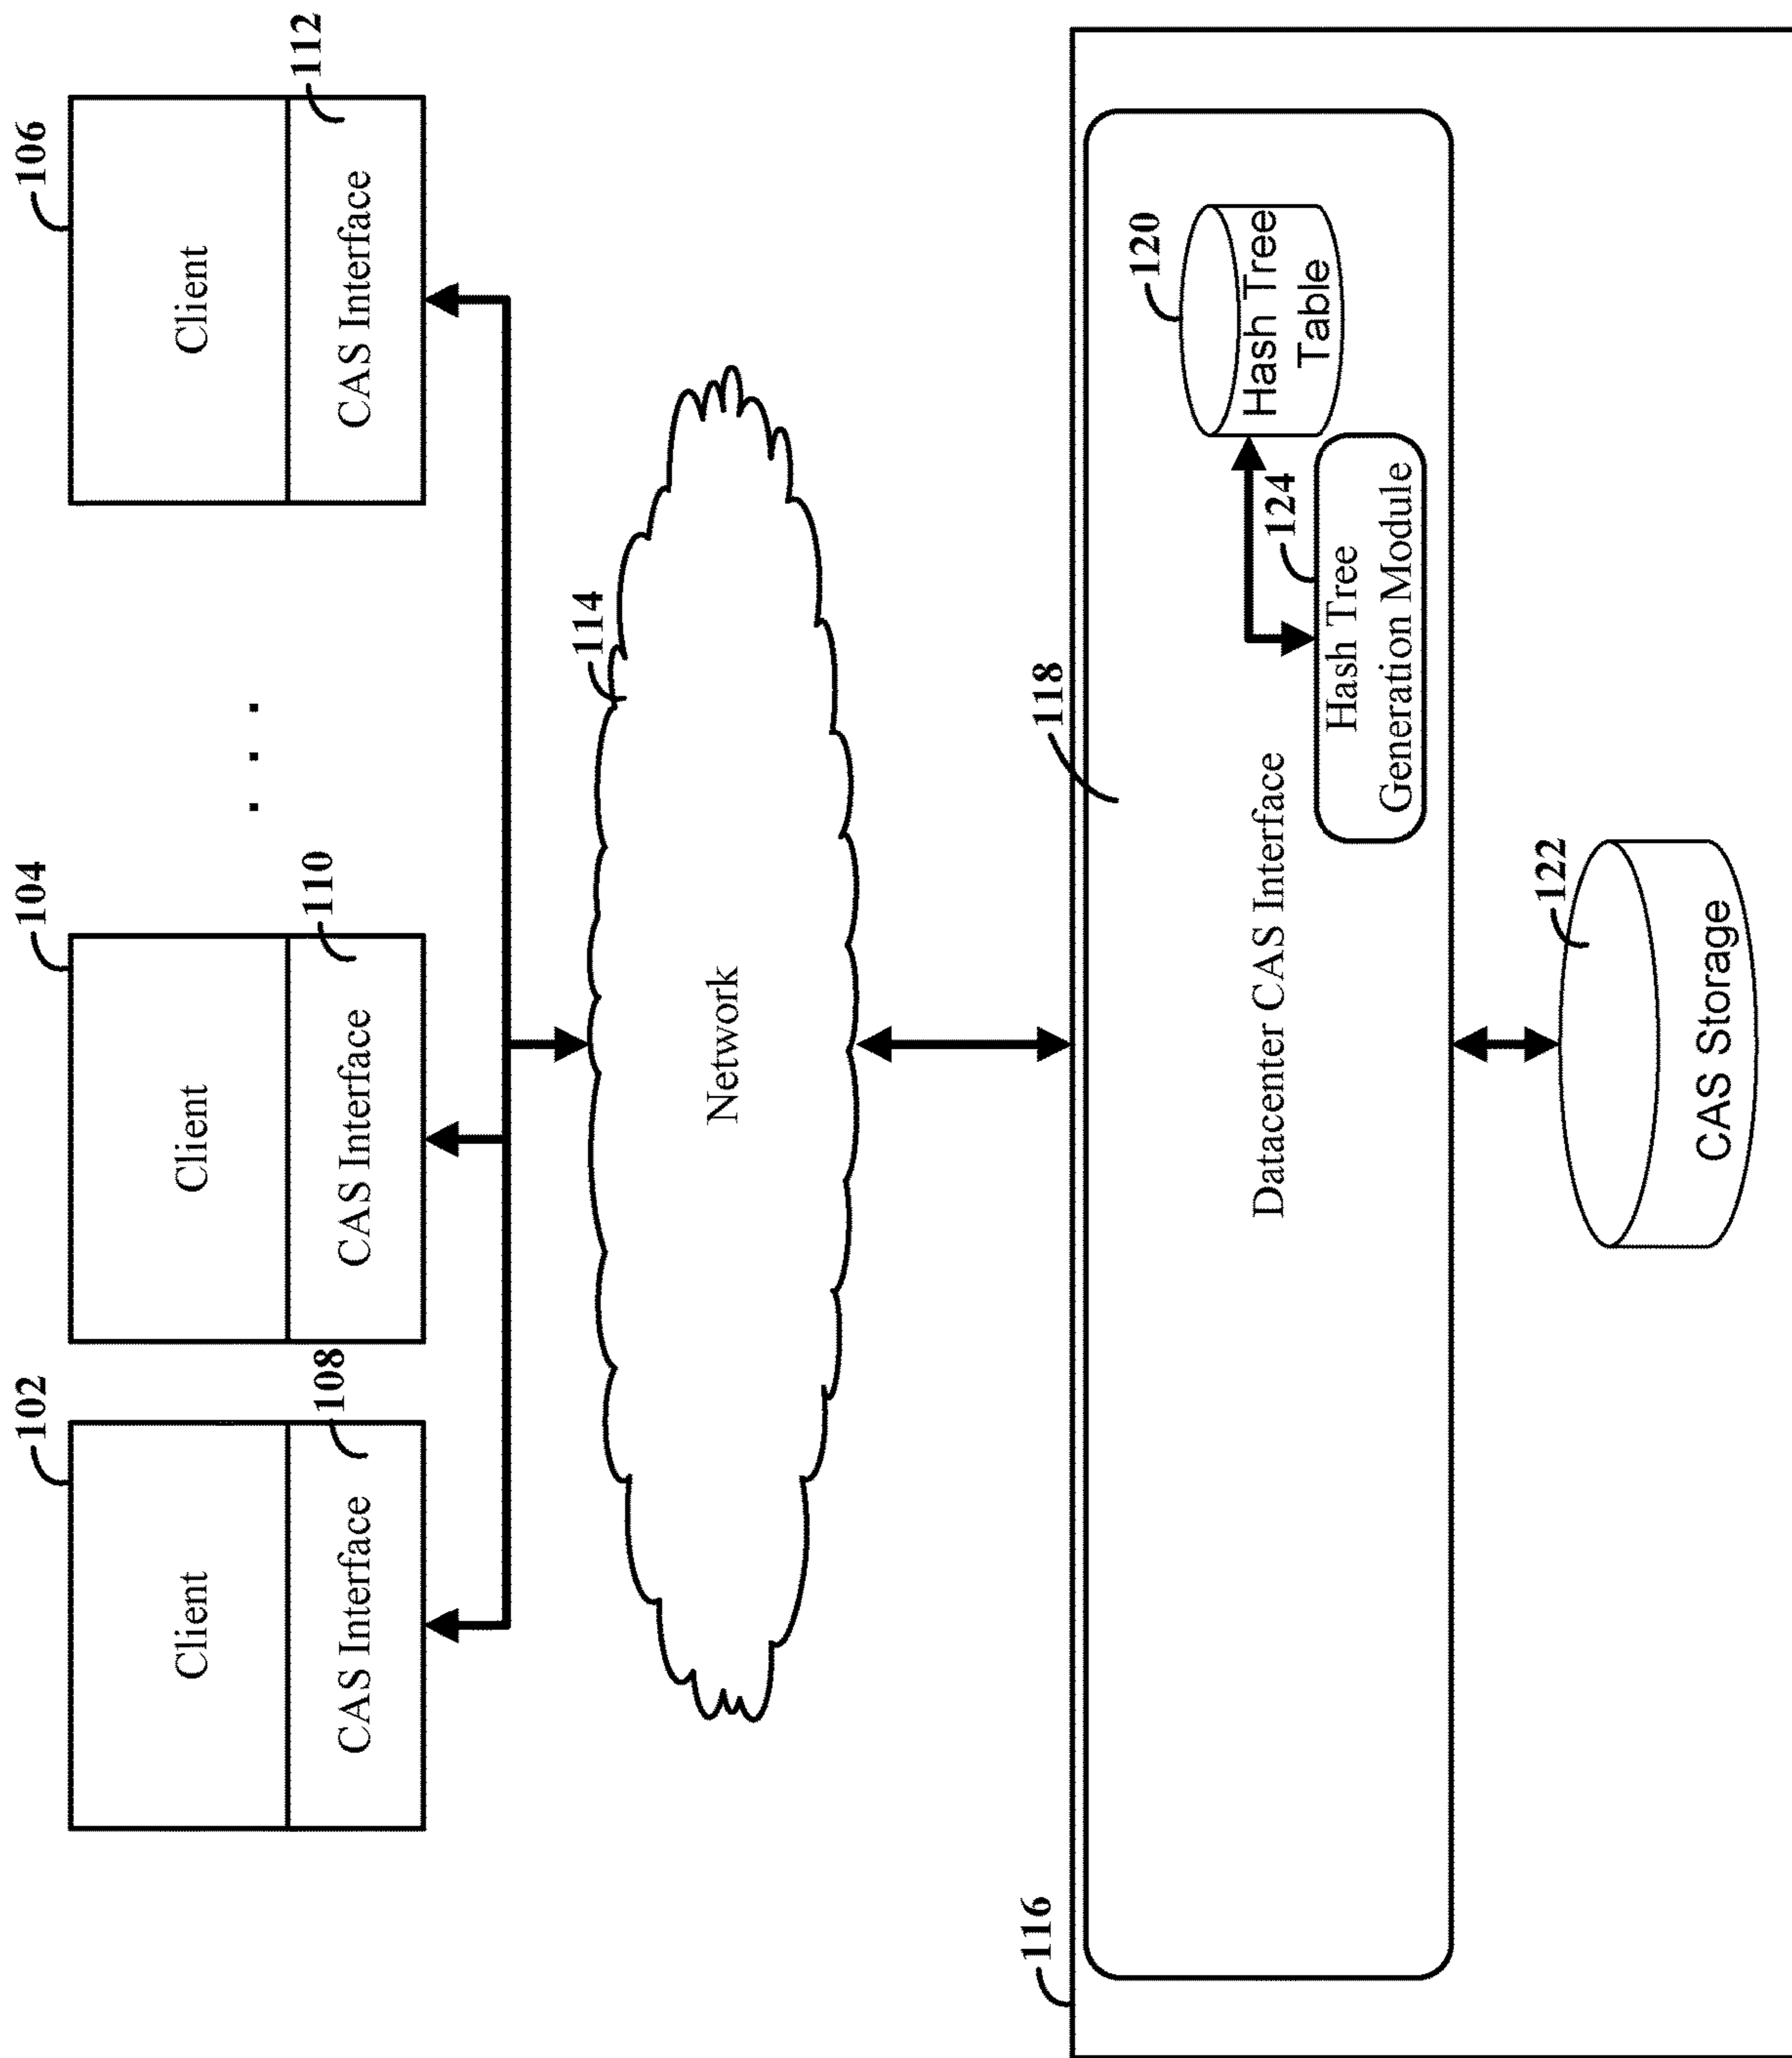 102
Client
CAS Interface
108
104
Client
CAS Interface
110
. . .
106
Client
CAS Interface
112
114
Network
116
118
Datacenter CAS Interface
120
Hash Tree
Table
124
Hash Tree
Generation Module
122
CAS Storage